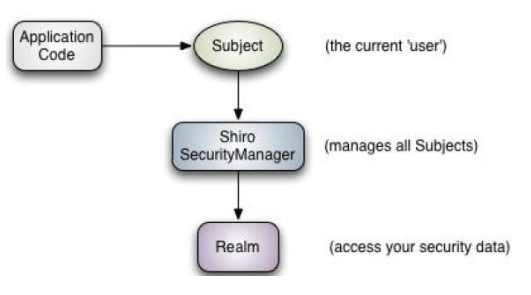 Application
Code
Subject
(the current 'user')
Shiro
SecurityManager
(manages all Subjects)
Realm
(access your security data)